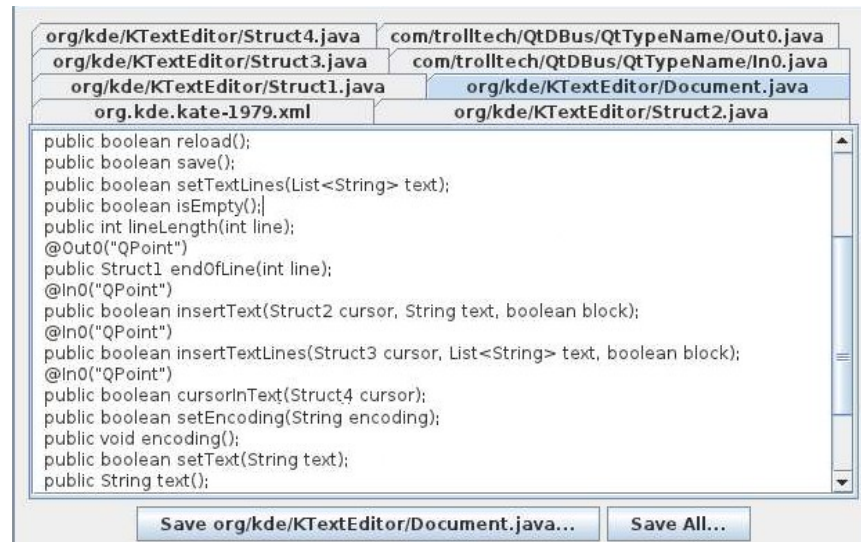 org/kde/KTextEditor/Struct4.java com/trolltech/QtDBus/QtTypeName/Out0.java
org/kde/KTextEditor/Struct3.java com/trolltech/QtDBus/QtTypeName/In0.java
org/kde/KTextEditor/Struct1.java org/kde/KTextEditor/Document.java
org.kde.kate-1979.xml org/kde/KTextEditor/Struct2.java
public boolean reload();
public boolean save();
public boolean setTextLines(List<String> text);
public boolean isEmpty();
public int lineLength(int line);
@Out0("QPoint")
public Struct1 endOfLine(int line);
@In0("QPoint")
public boolean insertText(Struct2 cursor, String text, boolean block);
@In0("QPoint")
public boolean insertTextLines(Struct3 cursor, List<String> text, boolean block);
@In0("QPoint")
public boolean cursorInText(Struct4 cursor);
public boolean setEncoding(String encoding);
public void encoding();
public boolean setText(String text);
public String text();
Save org/kde/KTextEditor/Document.java... Save All...